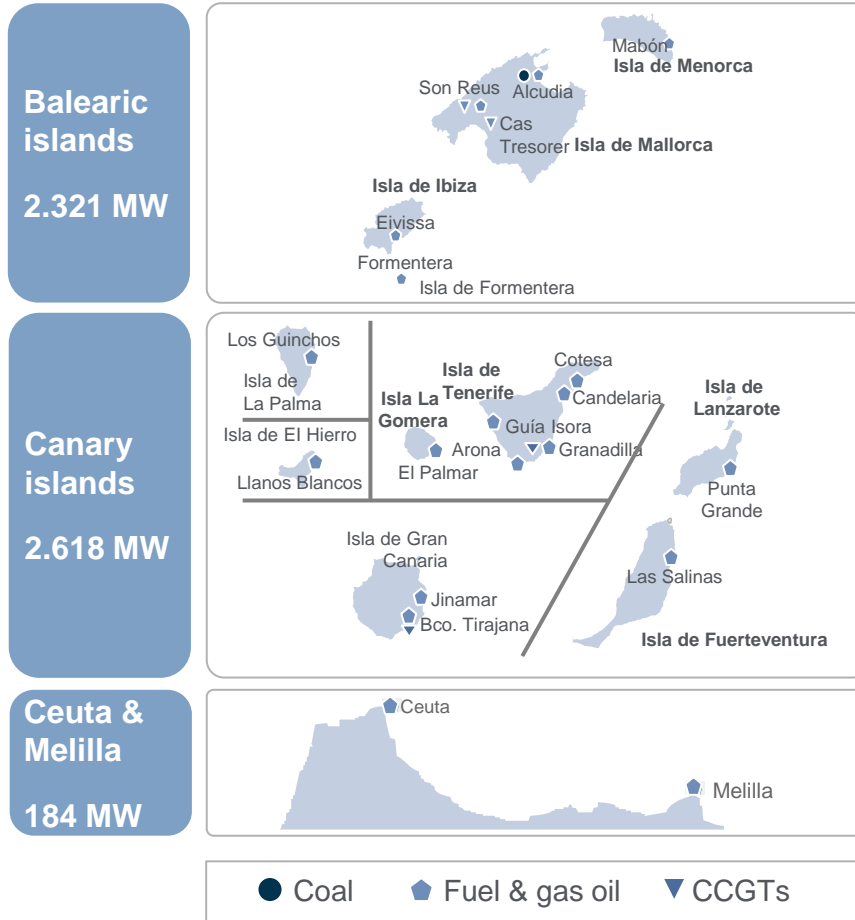 Balearic
islands
2.321 MW
Mabón
Isla de Menorca
Son Reus
Alcudia
Cas
Tresorer
Isla de Mallorca
Isla de Ibiza
Eivissa
Formentera
Isla de Formentera
Canary
islands
2.618 MW
Los Guinchos
Isla de
La Palma
Isla de El Hierro
Llanos Blancos
Isla La
Gomera
El Palmar
Isla de
Tenerife
Cotesa
Candelaria
Guía Isora
Arona
Granadilla
Isla de
Lanzarote
Punta
Grande
Isla de Gran
Canaria
Jinamar
Bco. Tirajana
Las Salinas
Isla de Fuerteventura
Ceuta &
Melilla
184 MW
Ceuta
Melilla
Coal
Fuel & gas oil
CCGTs